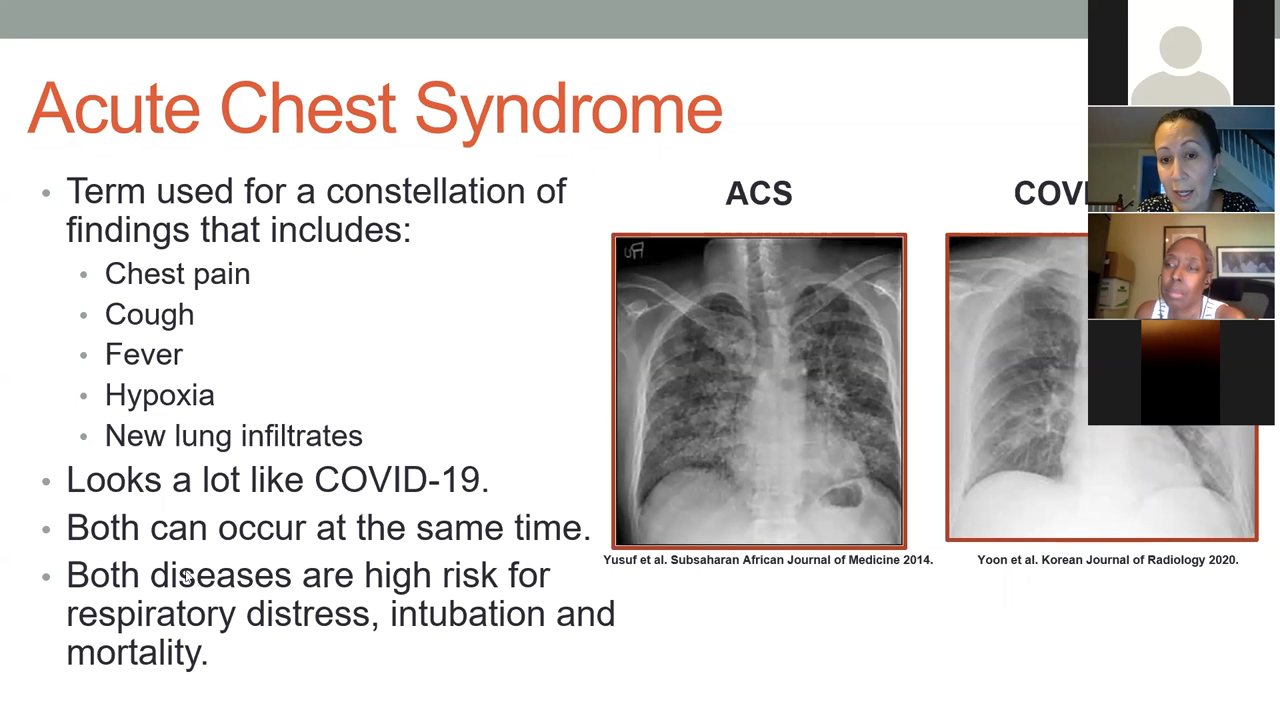 Acute Chest Syndrome
Term used for a constellation of
findings that includes:
Chest pain
Cough
Fever
Hypoxia
New lung infiltrates
Looks a lot like COVID-19.
Both can occur at the same time.
Both diseases are high risk for
respiratory distress, intubation and
mortality.
ACS
Yusuf et al. Subsaharan African Journal of Medicine 2014.
Yoon et al. Korean Journal of Radiology 2020.